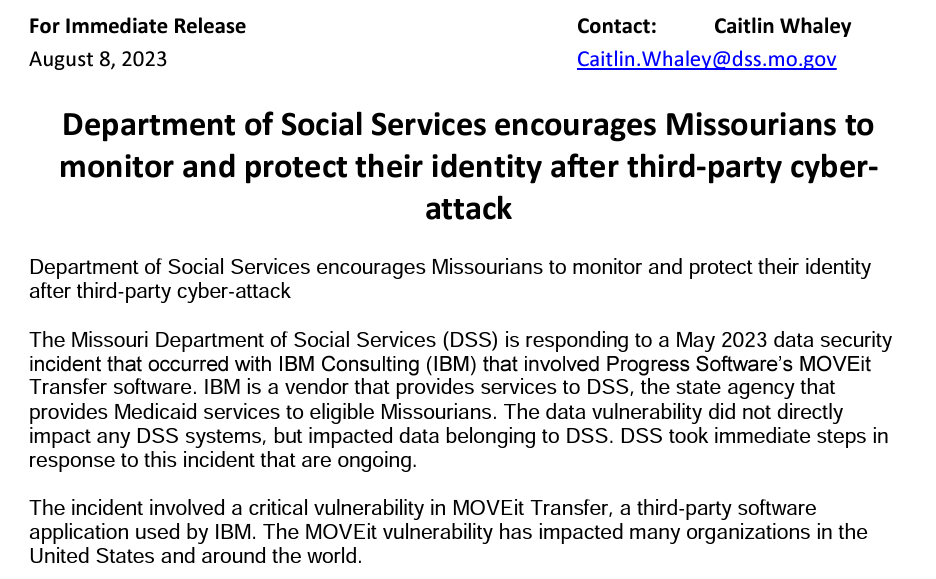 For Immediate Release Contact: Caitlin Whaley
August 8, 2023 Caitlin.Whaley@dss.mo.gov
Department of Social Services encourages Missourians to
monitor and protect their identity after third-party cyber-
attack
Department of Social Services encourages Missourians to monitor and protect their identity
after third-party cyber-attack
The Missouri Department of Social Services (DSS) is responding to a May 2023 data security
incident that occurred with IBM Consulting (IBM) that involved Progress Software’s MOVEit
Transfer software. IBM is a vendor that provides services to DSS, the state agency that
provides Medicaid services to eligible Missourians. The data vulnerability did not directly
impact any DSS systems, but impacted data belonging to DSS. DSS took immediate steps in
response to this incident that are ongoing.
The incident involved a critical vulnerability in MOVEit Transfer, a third-party software
application used by IBM. The MOVEit vulnerability has impacted many organizations in the
United States and around the world.